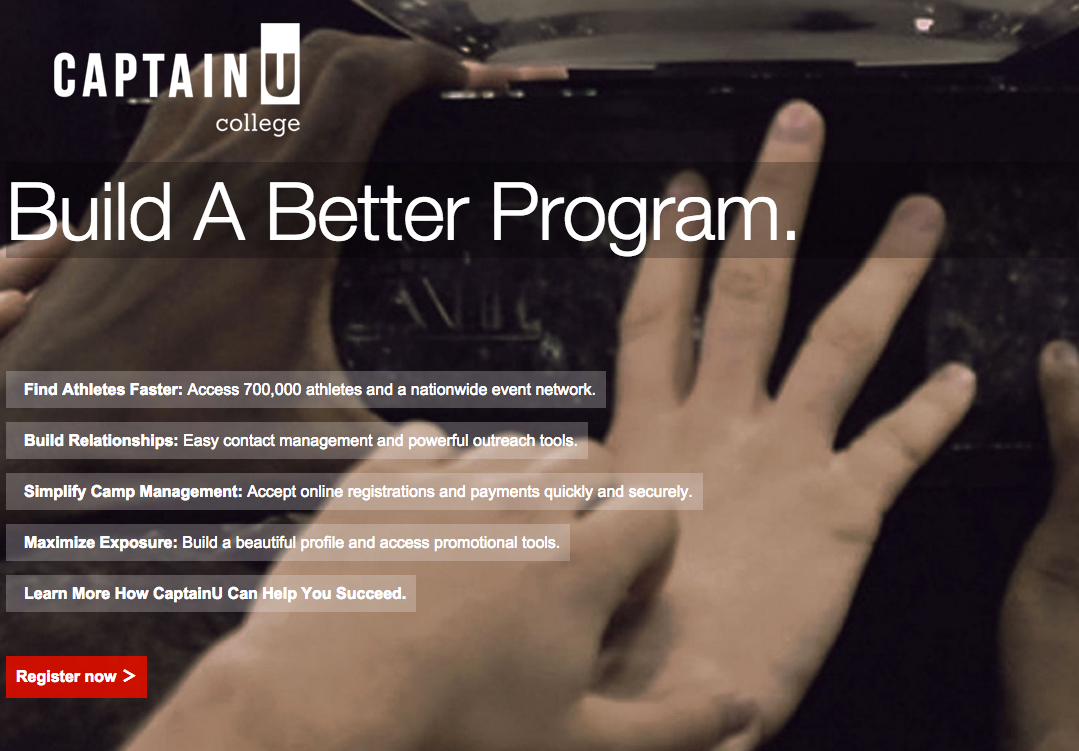 CAPTAIN U
college
Build A Better Program.
Find Athletes Faster: Access 700,000 athletes and a nationwide event network.
Build Relationships: Easy contact management and powerful outreach tools.
Simplify Camp Management: Accept online registrations and payments quickly and securely.
Maximize Exposure: Build a beautiful profile and access promotional tools.
Learn More How CaptainU Can Help You Succeed.
Register now >